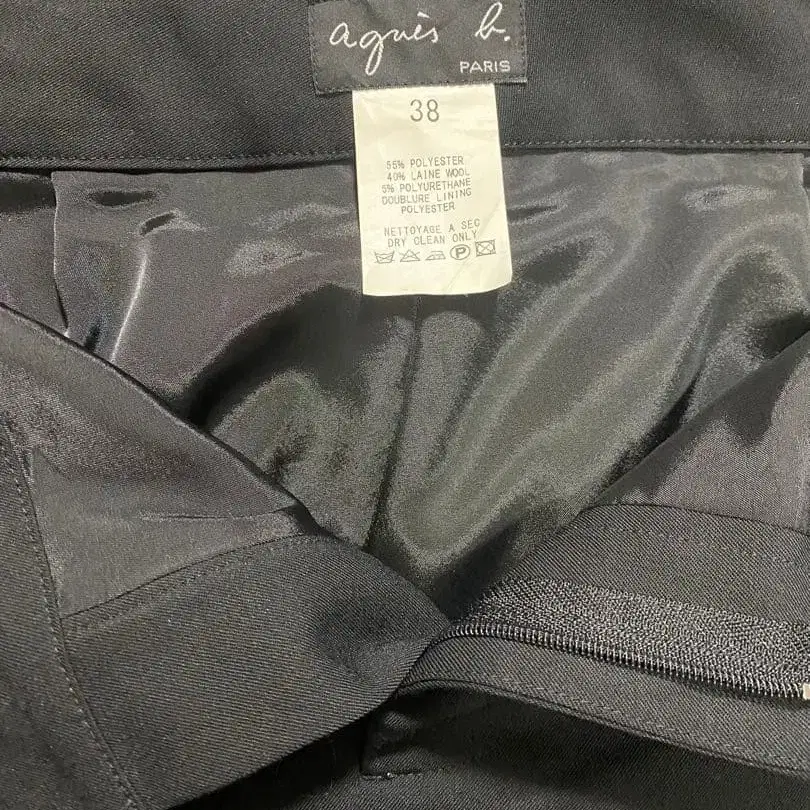 agnès b.
PARIS
38
55% POLYESTER
40% LAINE WOOL
5% POLYURETHANE
DOUBLURE LINING
POLYESTER
NETTOYAGE A SEC
DRY CLEAN ONLY
P